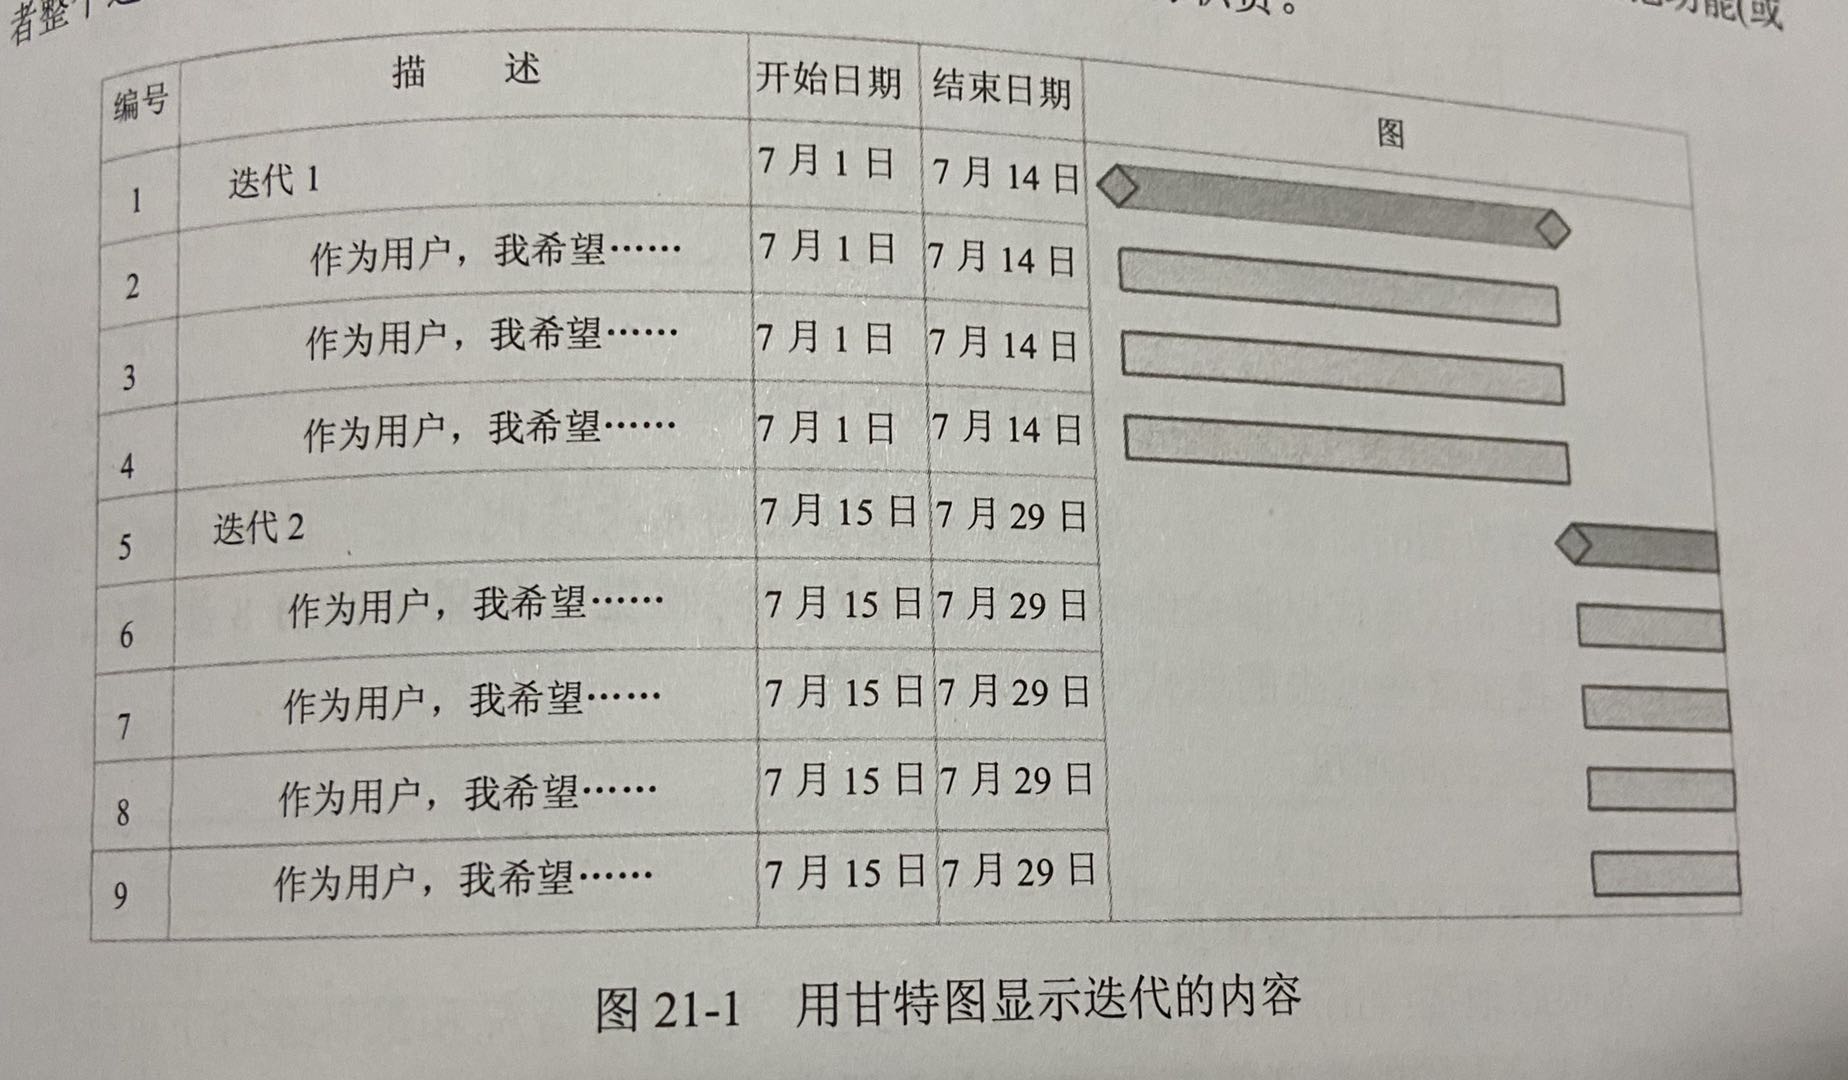 者整个
功能(或
编号 描 述 开始日期 结束日期 图
1 迭代 1 7 月 1 日 7 月 14 日
2 作为用户，我希望…… 7 月 1 日 7 月 14 日
3 作为用户，我希望…… 7 月 1 日 7 月 14 日
4 作为用户，我希望…… 7 月 1 日 7 月 14 日
5 迭代 2 7 月 15 日 7 月 29 日
6 作为用户，我希望…… 7 月 15 日 7 月 29 日
7 作为用户，我希望…… 7 月 15 日 7 月 29 日
8 作为用户，我希望…… 7 月 15 日 7 月 29 日
9 作为用户，我希望…… 7 月 15 日 7 月 29 日
图 21-1 用甘特图显示迭代的内容